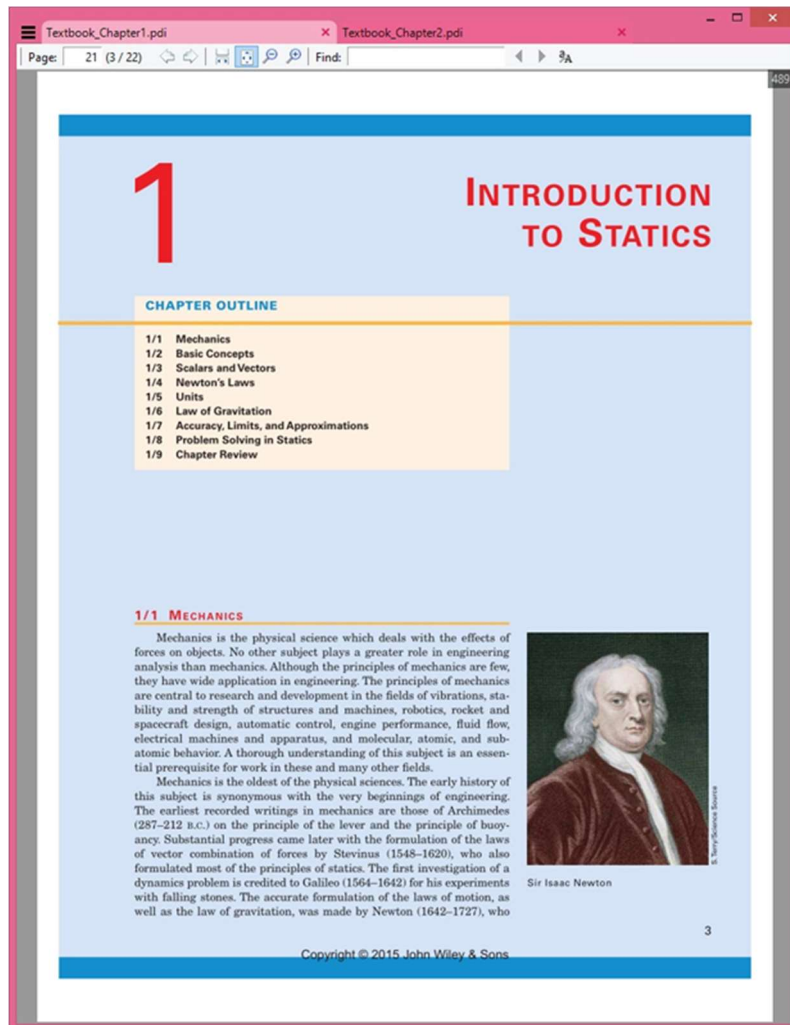 Textbook_Chapter1.pdi Textbook_Chapter2.pdi
Page: 21 (3 / 22) Find:
489
1
INTRODUCTION
TO STATICS
CHAPTER OUTLINE
1/1 Mechanics
1/2 Basic Concepts
1/3 Scalars and Vectors
1/4 Newton's Laws
1/5 Units
1/6 Law of Gravitation
1/7 Accuracy, Limits, and Approximations
1/8 Problem Solving in Statics
1/9 Chapter Review
1/1 MECHANICS
Mechanics is the physical science which deals with the effects of
forces on objects. No other subject plays a greater role in engineering
analysis than mechanics. Although the principles of mechanics are few,
they have wide application in engineering. The principles of mechanics
are central to research and development in the fields of vibrations, sta-
bility and strength of structures and machines, robotics, rocket and
spacecraft design, automatic control, engine performance, fluid flow,
electrical machines and apparatus, and molecular, atomic, and sub-
atomic behavior. A thorough understanding of this subject is an essen-
tial prerequisite for work in these and many other fields.
Mechanics is the oldest of the physical sciences. The early history of
this subject is synonymous with the very beginnings of engineering.
The earliest recorded writings in mechanics are those of Archimedes
(287–212 B.C.) on the principle of the lever and the principle of buoy-
ancy. Substantial progress came later with the formulation of the laws
of vector combination of forces by Stevinus (1548–1620), who also
formulated most of the principles of statics. The first investigation of a
dynamics problem is credited to Galileo (1564–1642) for his experiments
with falling stones. The accurate formulation of the laws of motion, as
well as the law of gravitation, was made by Newton (1642–1727), who
S. Terry/Science Source
Sir Isaac Newton
3
Copyright © 2015 John Wiley & Sons